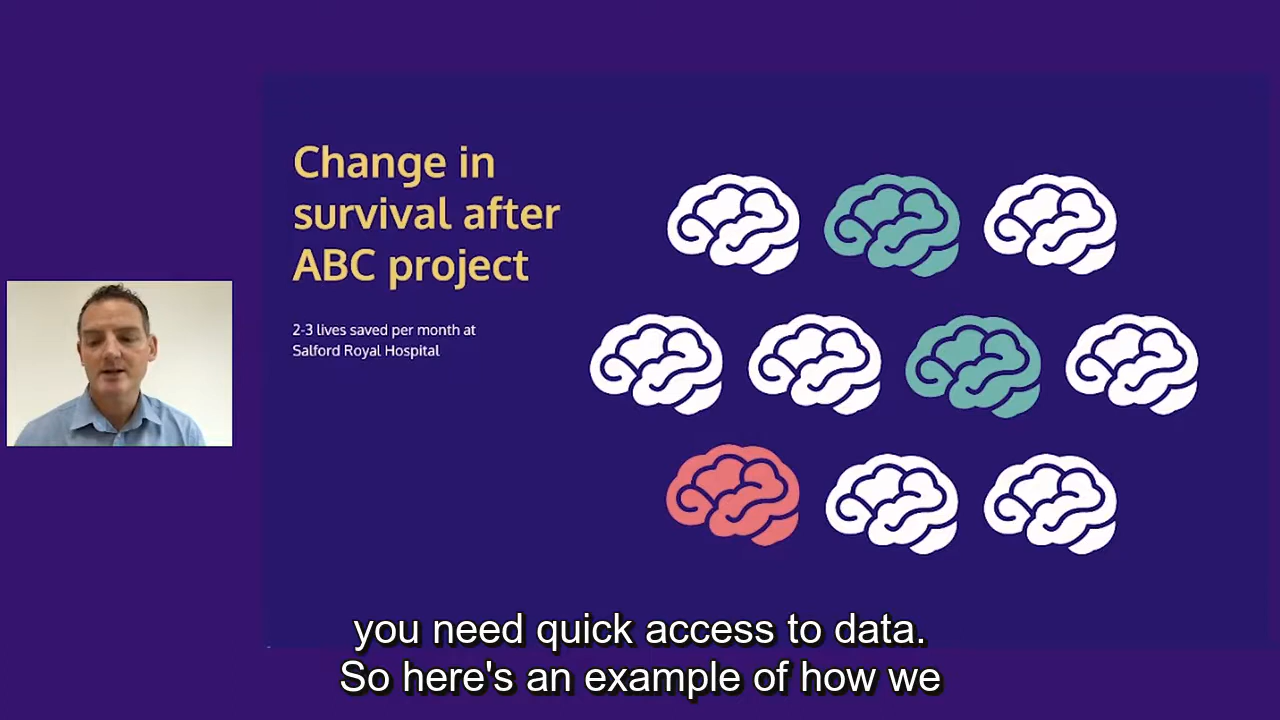 Change in
survival after
ABC project
2-3 lives saved per month at
Salford Royal Hospital
you need quick access to data.
So here's an example of how we